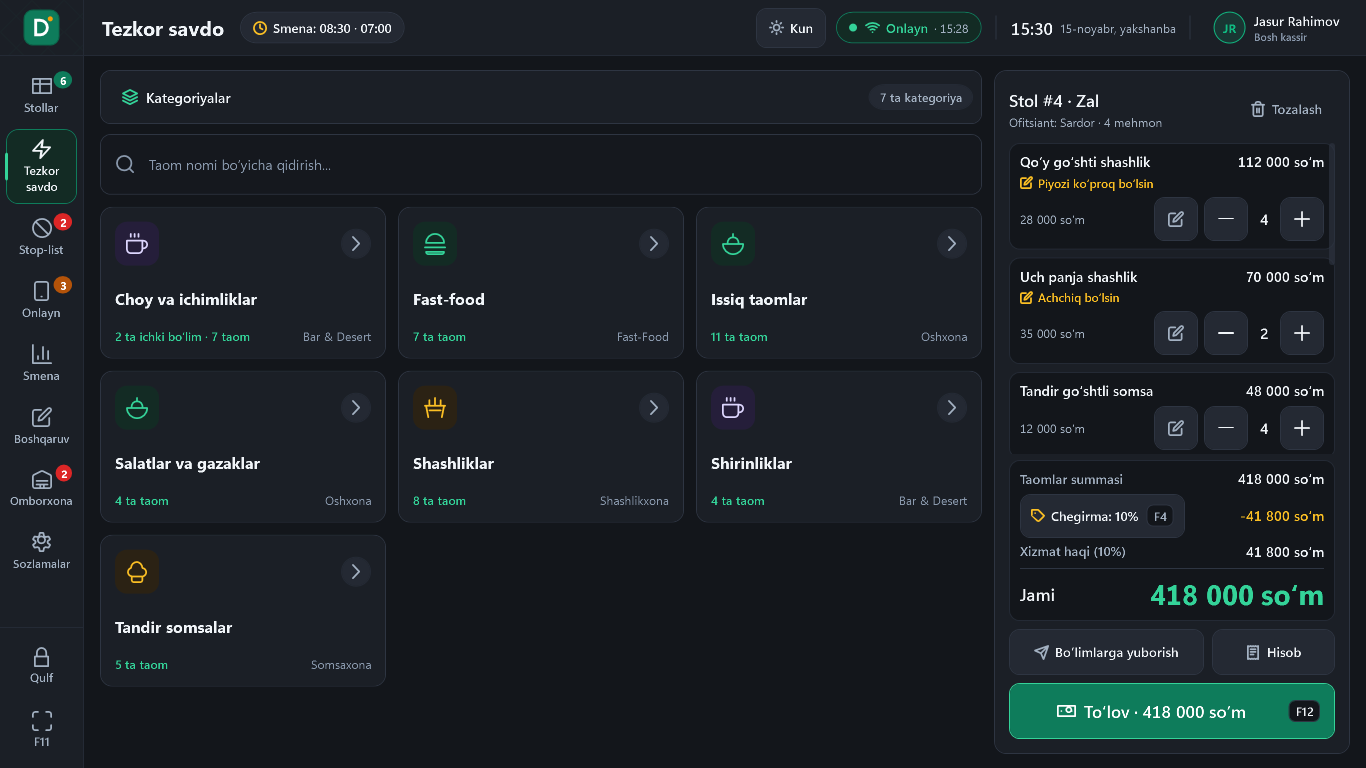 D
Tezkor savdo
Smena: 08:30 - 07:00
Kun
Onlayn · 15:28
15:30 15-noyabr, yakshanba
JR
Jasur Rahimov
Bosh kassir
6
Stollar
Tezkor
savdo
2
Stop-list
3
Onlayn
Smena
Boshqaruv
2
Omborxona
Sozlamalar
Qulf
F11
Kategoriyalar
7 ta kategoriya
Taom nomi bo‘yicha qidirish...
Choy va ichimliklar
2 ta ichki bo‘lim · 7 taom
Bar & Desert
Fast-food
7 ta taom
Fast-Food
Issiq taomlar
11 ta taom
Oshxona
Salatlar va gazaklar
4 ta taom
Oshxona
Shashliklar
8 ta taom
Shashlikxona
Shirinliklar
4 ta taom
Bar & Desert
Tandir somsalar
5 ta taom
Somsaxona
Stol #4 · Zal
Ofitsiant: Sardor · 4 mehmon
Tozalash
Qo‘y go‘shti shashlik 112 000 so‘m
Piyozi ko‘proq bo‘lsin
28 000 so‘m
4
Uch panja shashlik 70 000 so‘m
Achchiq bo‘lsin
35 000 so‘m
2
Tandir go‘shtli somsa 48 000 so‘m
12 000 so‘m
4
Taomlar summasi 418 000 so‘m
Chegirma: 10% F4 -41 800 so‘m
Xizmat haqi (10%) 41 800 so‘m
Jami 418 000 so‘m
Bo‘limlarga yuborish
Hisob
To‘lov · 418 000 so‘m F12